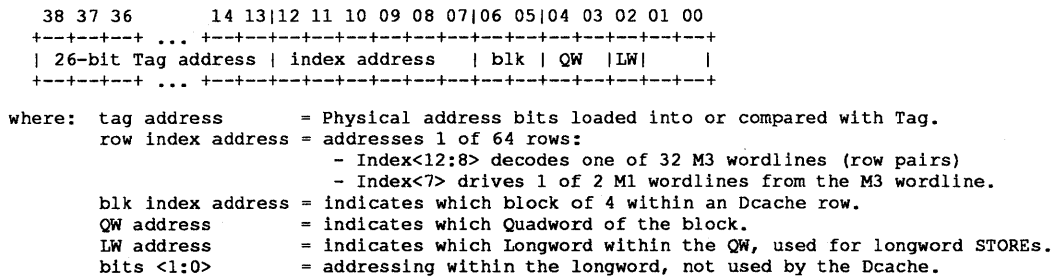 38 37 36 14 13|12 11 10 09 08 07|06 05|04 03 02 01 00
+--+--+--+ ... +--+--+--+--+--+--+--+--+--+--+--+--+--+--+--+
| 26-bit Tag address | index address | blk | QW |LW| |
+--+--+--+ ... +--+--+--+--+--+--+--+--+--+--+--+--+--+--+--+
where: tag address = Physical address bits loaded into or compared with Tag.
row index address = addresses 1 of 64 rows:
- Index<12:8> decodes one of 32 M3 wordlines (row pairs)
- Index<7> drives 1 of 2 M1 wordlines from the M3 wordline.
blk index address = indicates which block of 4 within an Dcache row.
QW address = indicates which Quadword of the block.
LW address = indicates which Longword within the QW, used for longword STOREs.
bits <1:0> = addressing within the longword, not used by the Dcache.